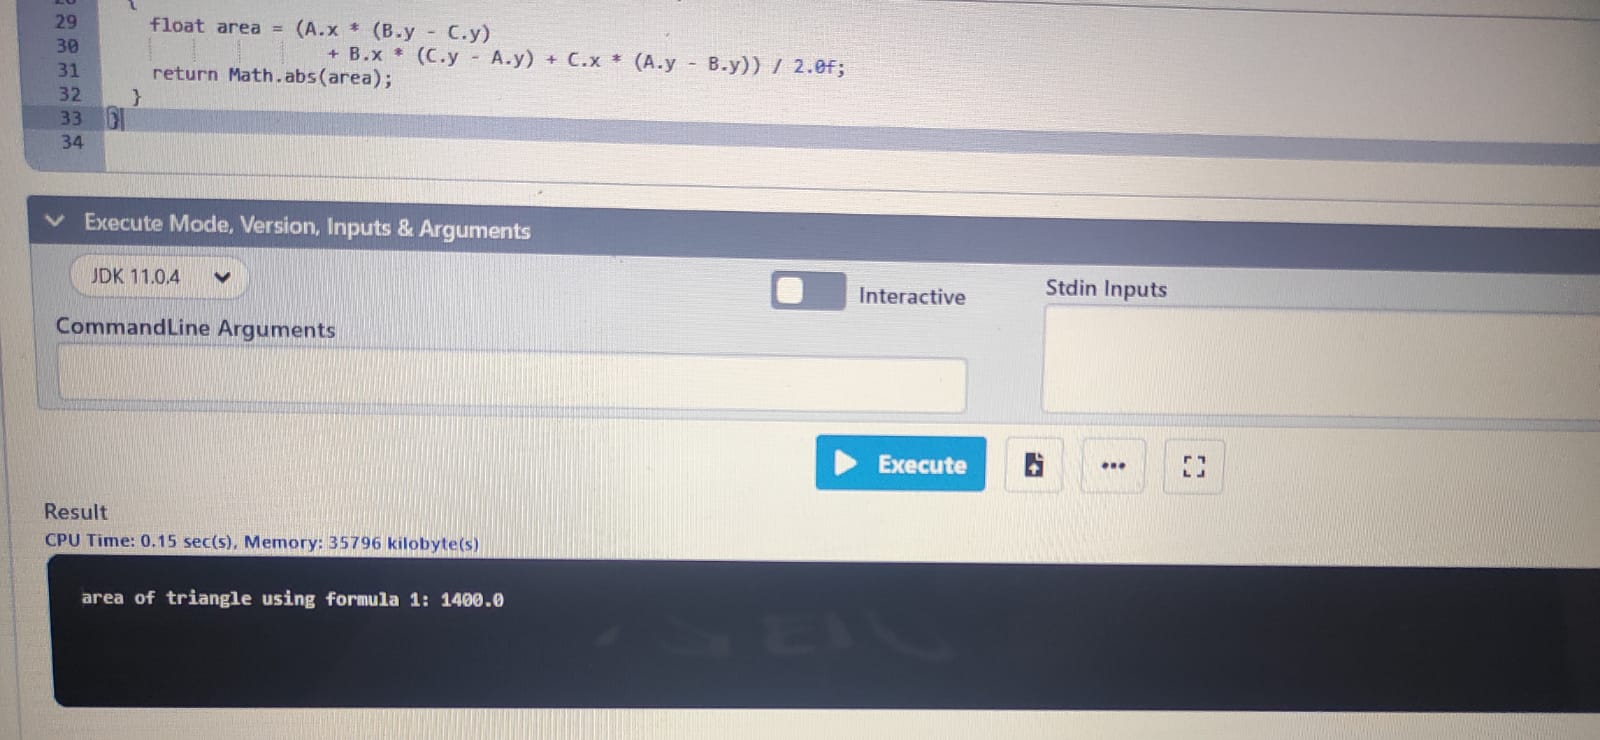 29 float area = (A.x * (B.y - C.y)
30 + B.x * (C.y - A.y) + C.x * (A.y - B.y)) / 2.0f;
31 return Math.abs(area);
32 }
33 }
34
Execute Mode, Version, Inputs & Arguments
JDK 11.0.4
Interactive
Stdin Inputs
CommandLine Arguments
Execute
Result
CPU Time: 0.15 sec(s), Memory: 35796 kilobyte(s)
area of triangle using formula 1: 1400.0